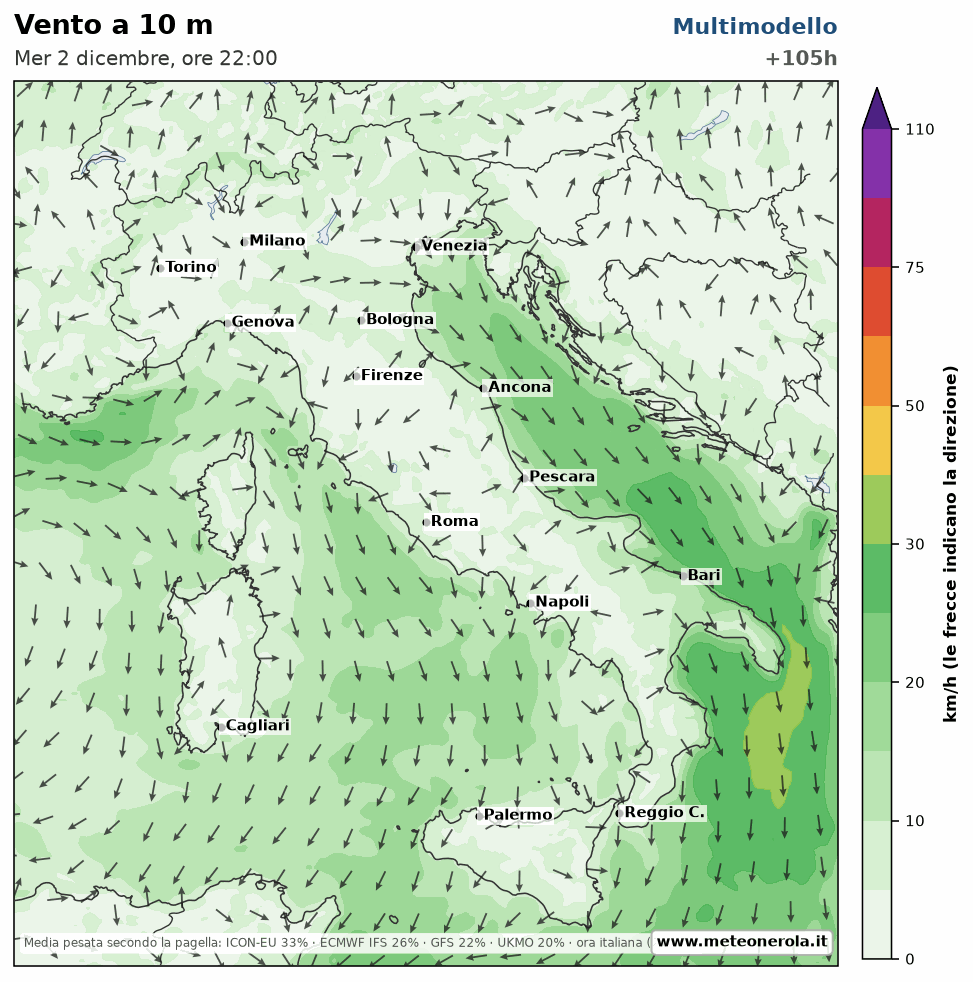 Vento a 10 m
Multimodello
Mer 2 dicembre, ore 22:00
+105h
110
75
50
30
20
10
0
km/h (le frecce indicano la direzione)
Milano
Venezia
Torino
Genova
Bologna
Firenze
Ancona
Pescara
Roma
Bari
Napoli
Cagliari
Palermo
Reggio C.
Media pesata secondo la pagella: ICON-EU 33% · ECMWF IFS 26% · GFS 22% · UKMO 20% · ora italiana (
www.meteonerola.it